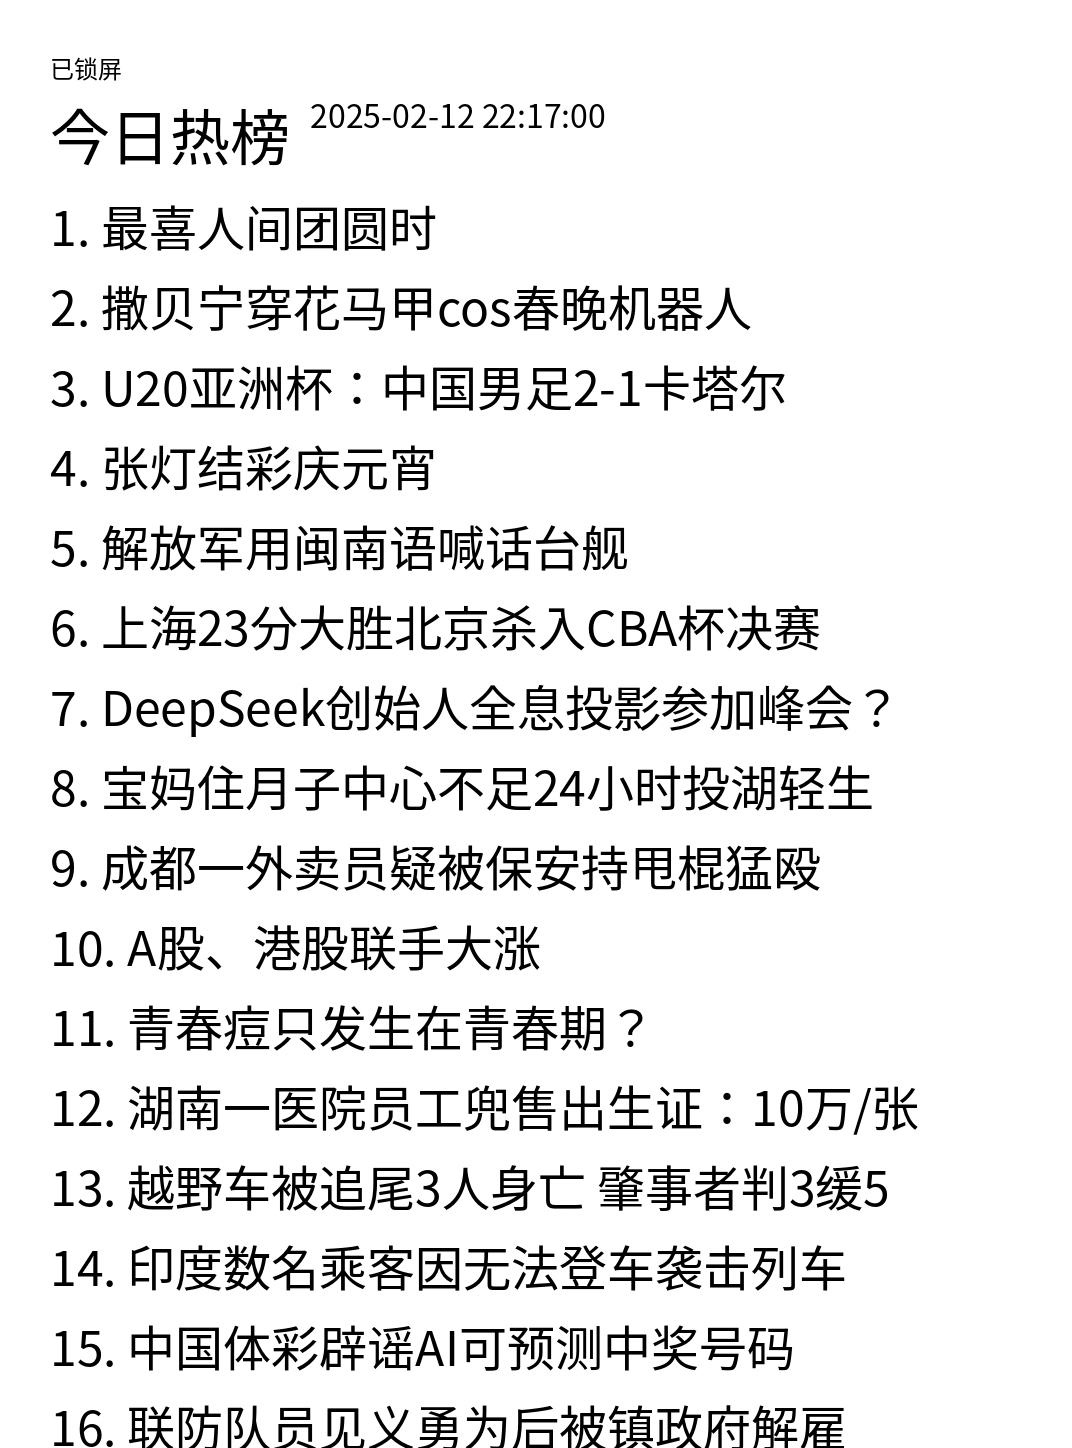 已锁屏
今日热榜 2025-02-12 22:17:00
1. 最喜人间团圆时
2. 撒贝宁穿花马甲cos春晚机器人
3. U20亚洲杯：中国男足2-1卡塔尔
4. 张灯结彩庆元宵
5. 解放军用闽南语喊话台舰
6. 上海23分大胜北京杀入CBA杯决赛
7. DeepSeek创始人全息投影参加峰会？
8. 宝妈住月子中心不足24小时投湖轻生
9. 成都一外卖员疑被保安持甩棍猛殴
10. A股、港股联手大涨
11. 青春痘只发生在青春期？
12. 湖南一医院员工兜售出生证：10万/张
13. 越野车被追尾3人身亡 肇事者判3缓5
14. 印度数名乘客因无法登车袭击列车
15. 中国体彩辟谣AI可预测中奖号码
16. 联防队员见义勇为后被镇政府解雇